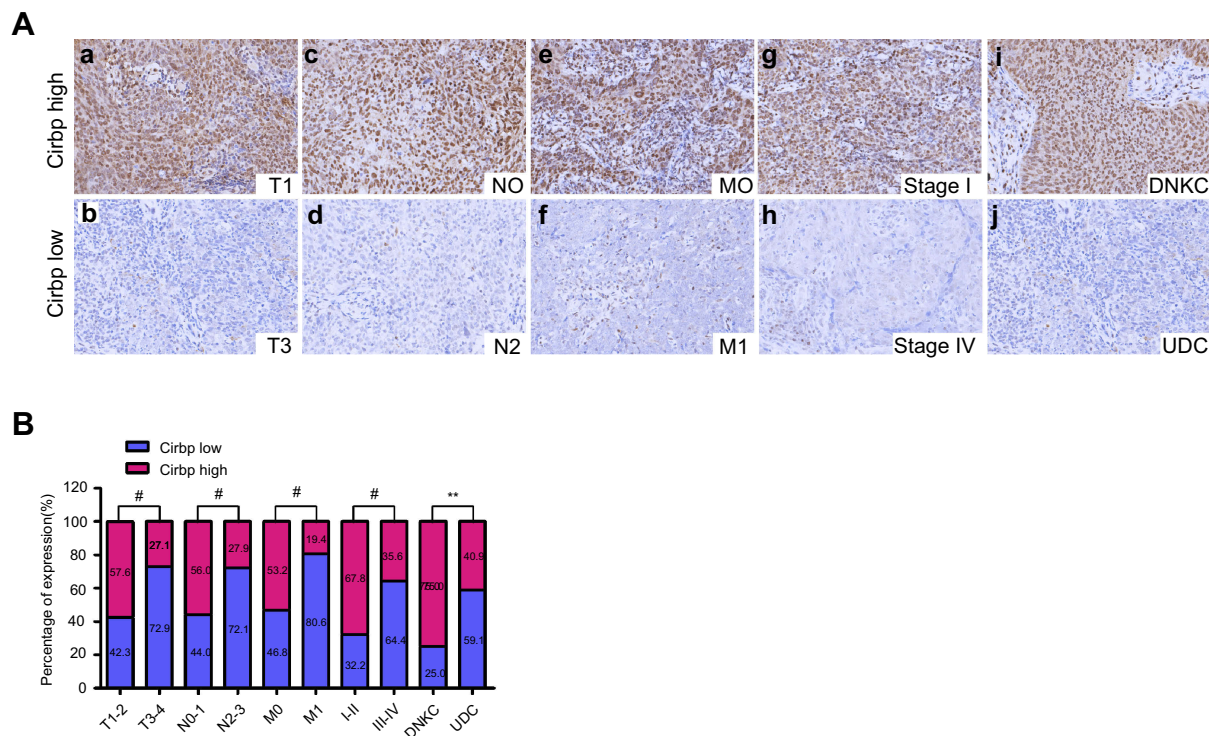 A
Cirbp high
a
T1
c
NO
e
MO
g
Stage I
i
DNKC
Cirbp low
b
T3
d
N2
f
M1
h
Stage IV
j
UDC
B
Cirbp low
Cirbp high
Percentage of expression(%)
120
100
80
60
40
20
0
# # # # **
57.6 27.1 56.0 27.9 53.2 19.4 67.8 35.6 75.0 40.9
42.3 72.9 44.0 72.1 46.8 80.6 32.2 64.4 25.0 59.1
T1-2 T3-4 N0-1 N2-3 M0 M1 I-II III-IV DNKC UDC